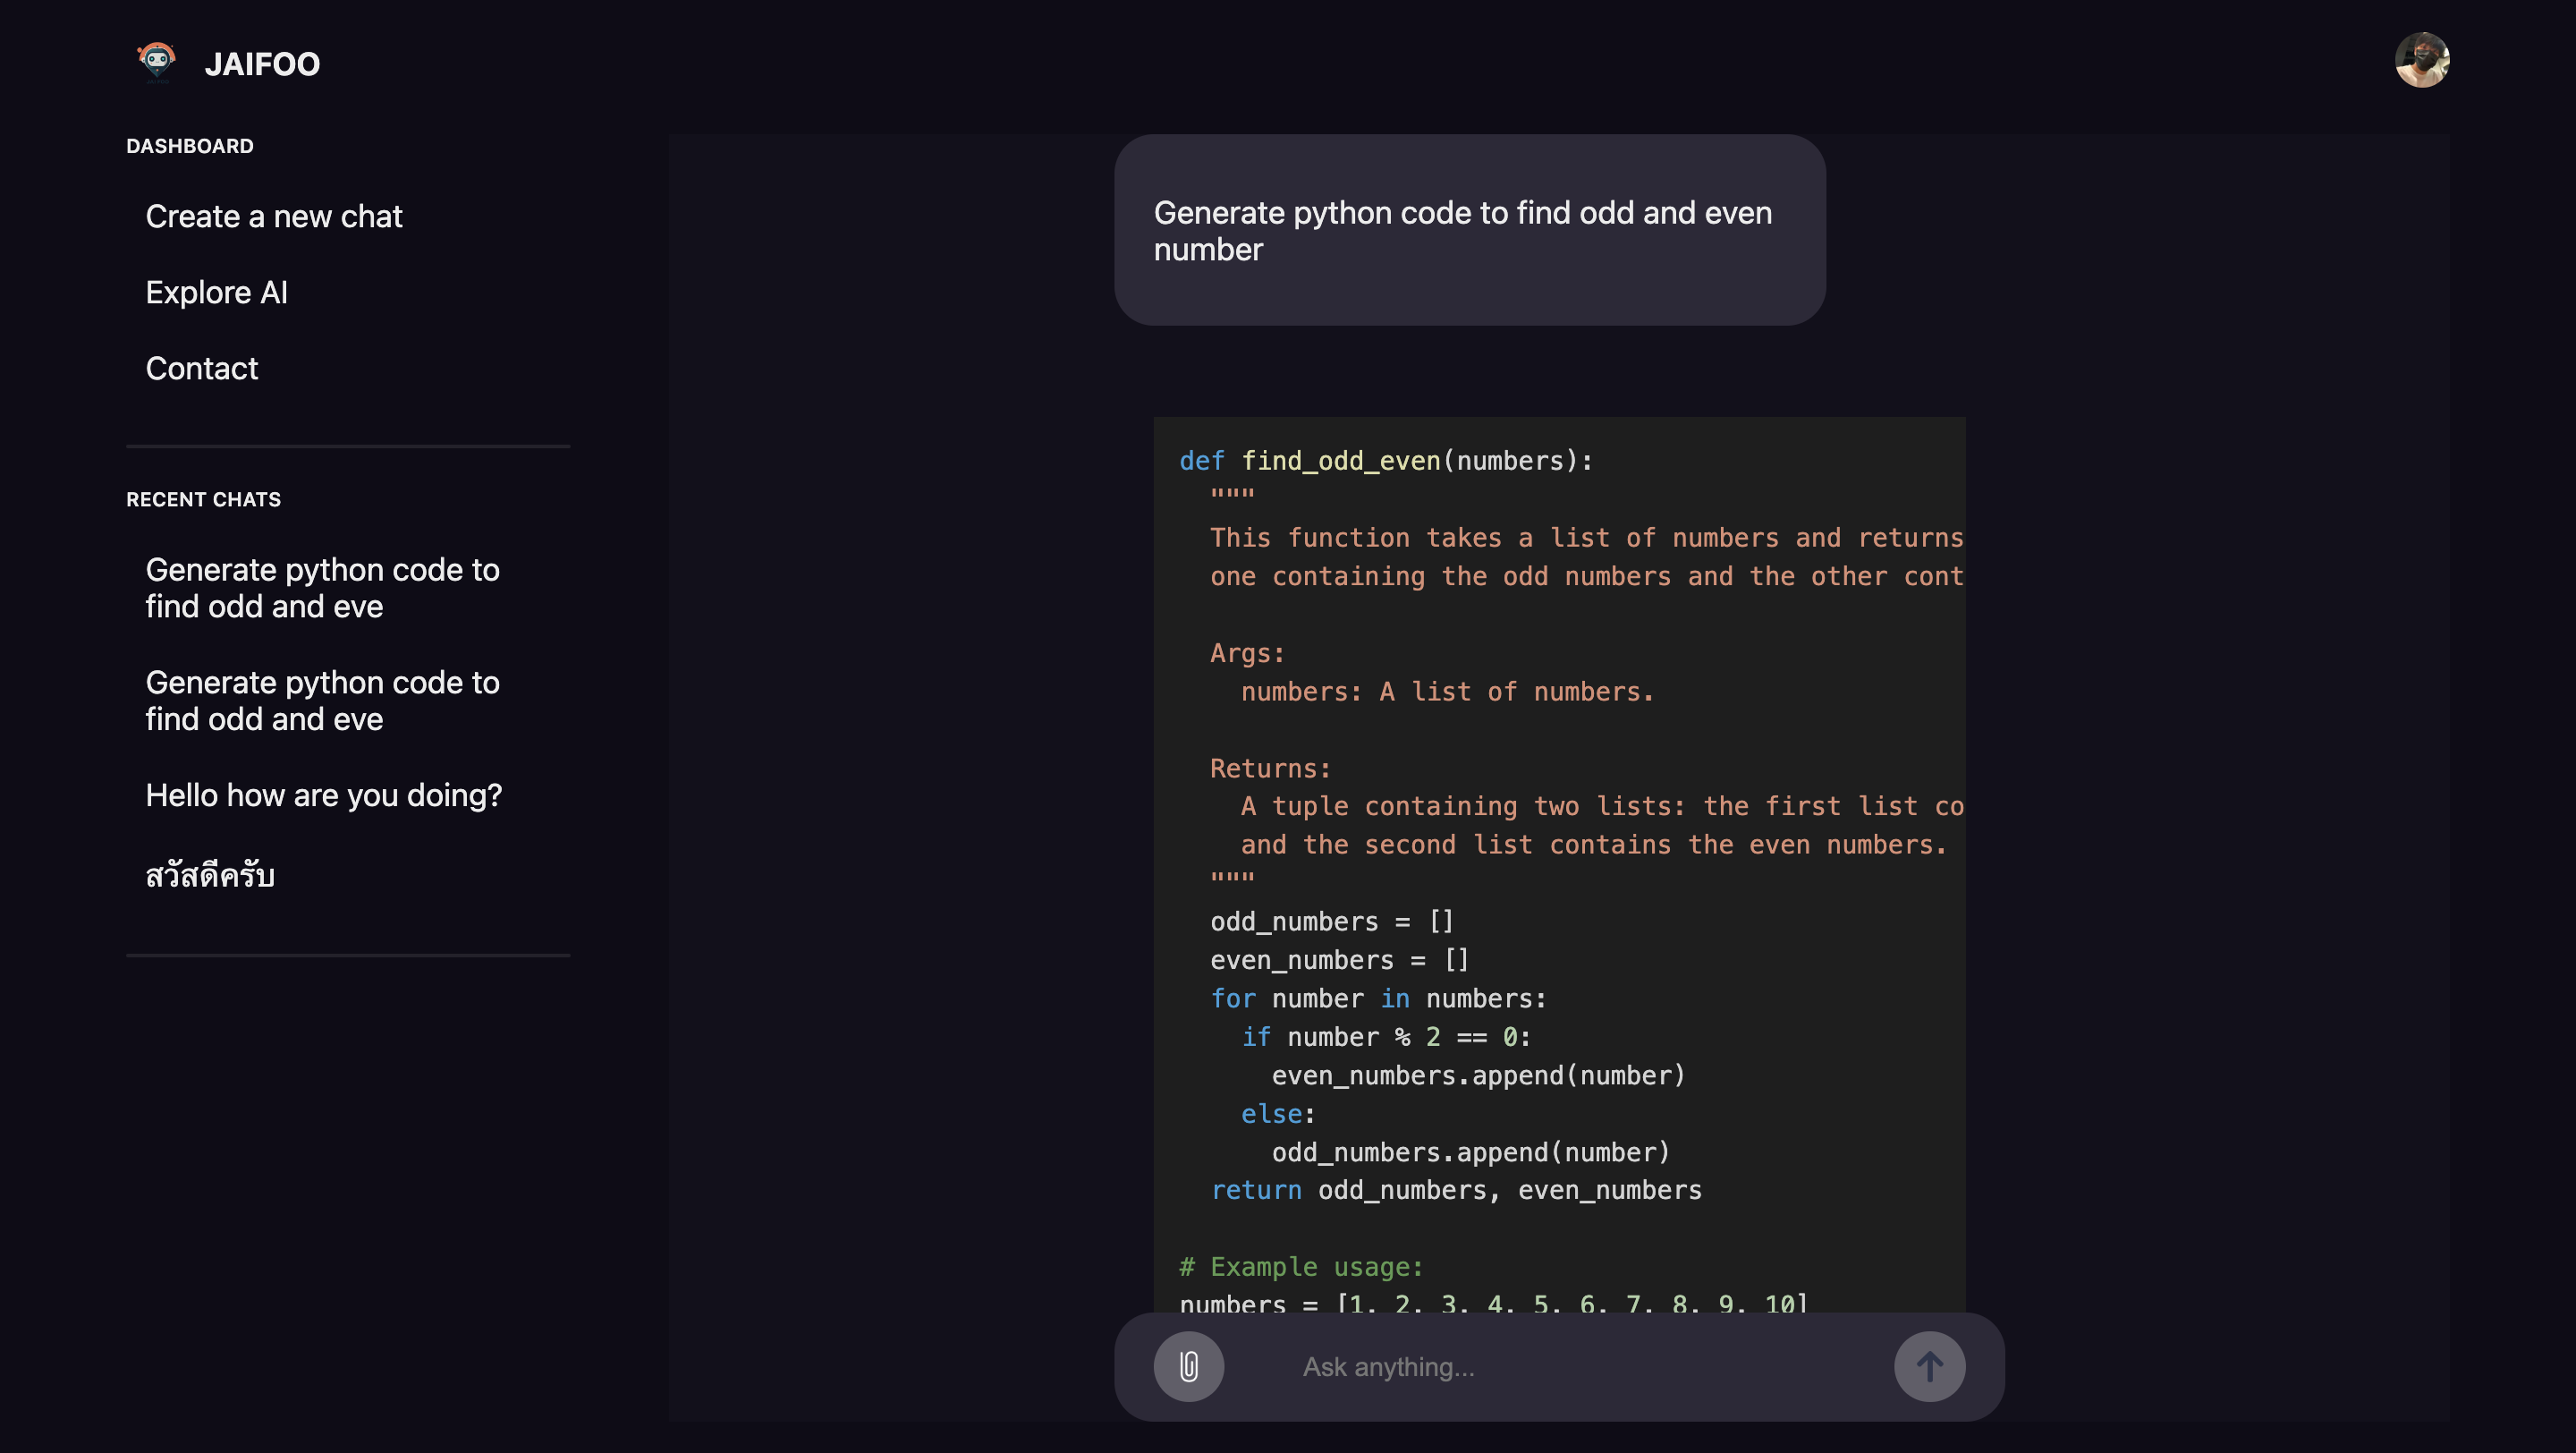 JAIFOO
DASHBOARD
Create a new chat
Explore AI
Contact
RECENT CHATS
Generate python code to
find odd and eve
Generate python code to
find odd and eve
Hello how are you doing?
สวัสดีครับ
Generate python code to find odd and even
number
def find_odd_even(numbers):
  """
  This function takes a list of numbers and returns
  one containing the odd numbers and the other cont
  Args:
    numbers: A list of numbers.
  Returns:
    A tuple containing two lists: the first list co
    and the second list contains the even numbers.
  """
  odd_numbers = []
  even_numbers = []
  for number in numbers:
    if number % 2 == 0:
      even_numbers.append(number)
    else:
      odd_numbers.append(number)
  return odd_numbers, even_numbers
# Example usage:
numbers = [1, 2, 3, 4, 5, 6, 7, 8, 9, 10]
Ask anything...